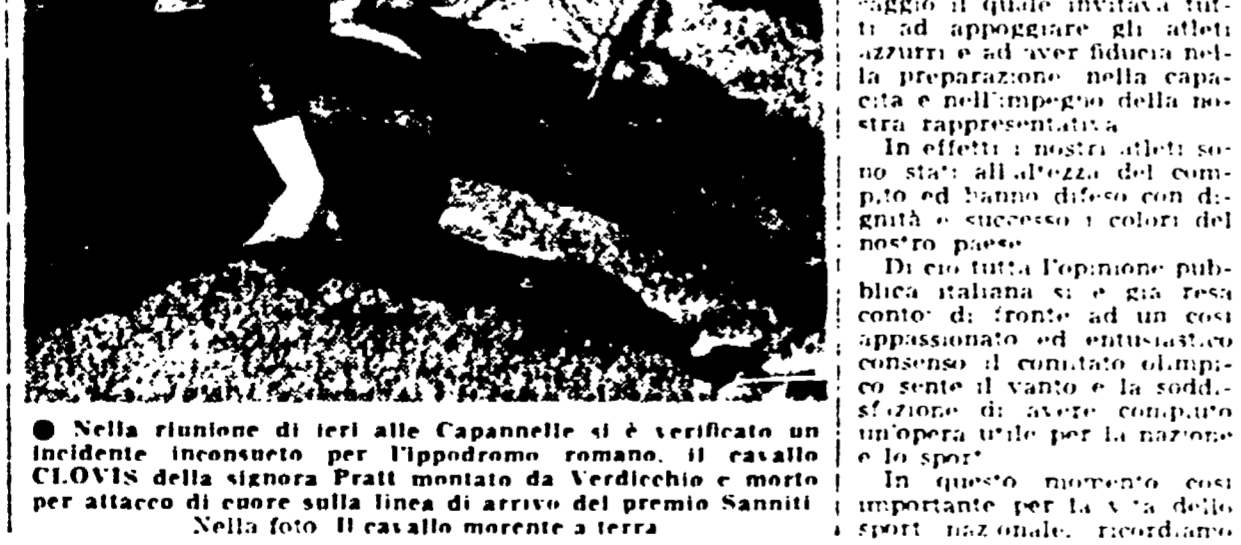 ● Nella riunione di ieri alle Capannelle si è verificato un
incidente inconsueto per l'ippodromo romano. il cavallo
CLOVIS della signora Pratt montato da Verdicchio e morto
per attacco di cuore sulla linea di arrivo del premio Sanniti
Nella foto Il cavallo morente a terra
raggio il quale invitava tut-
ti ad appoggiare gli atleti
azzurri e ad aver fiducia nel-
la preparazione nella capa-
cita e nell'impegno della no-
stra rappresentativa
In effetti i nostri atleti so-
no stati all'altezza del com-
pito ed hanno difeso con di-
gnità e successo i colori del
nostro paese
Di cio tutta l'opinione pub-
blica italiana si e già resa
conto: di fronte ad un cosi
appassionato ed entusiastico
consenso il comitato olimpi-
co sente il vanto e la soddi-
sfazione di avere compiuto
un'opera utile per la nazione
e lo sport
In questo momento cosi
importante per la vita dello
sport nazionale, ricordiamo